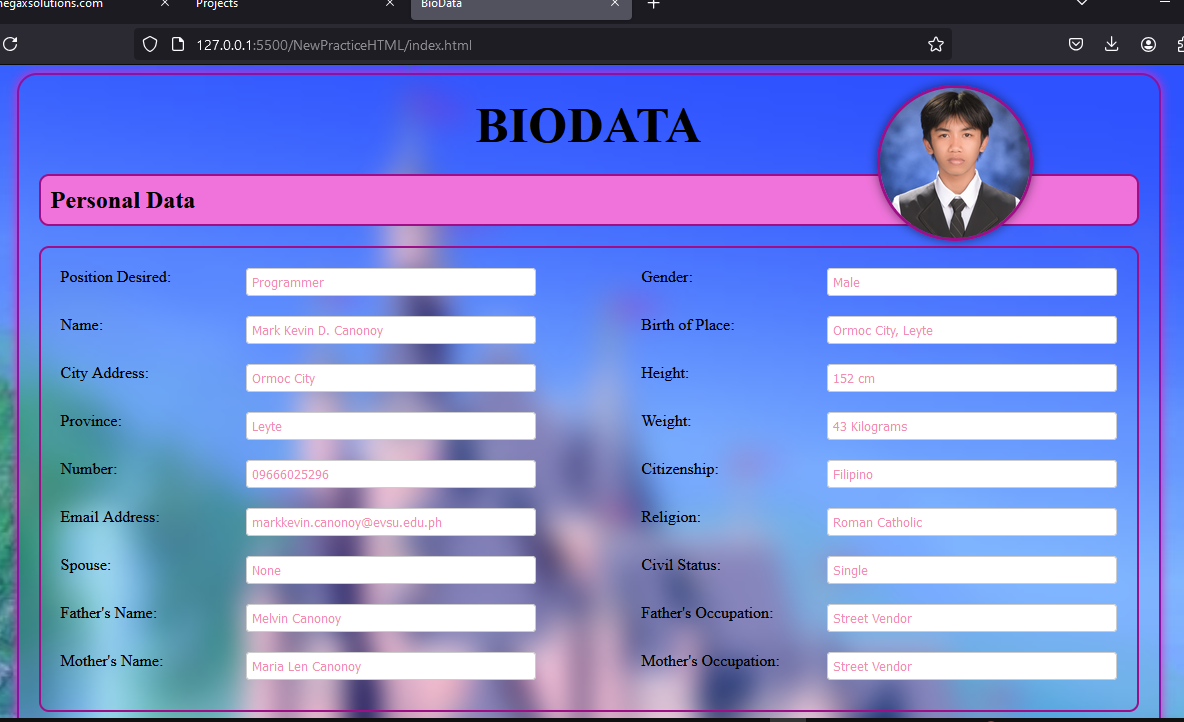 negaxsolutions.com Projects BioData
127.0.0.1:5500/NewPracticeHTML/index.html
BIODATA
Personal Data
Position Desired: Programmer Gender: Male
Name: Mark Kevin D. Canonoy Birth of Place: Ormoc City, Leyte
City Address: Ormoc City Height: 152 cm
Province: Leyte Weight: 43 Kilograms
Number: 09666025296 Citizenship: Filipino
Email Address: markkevin.canonoy@evsu.edu.ph Religion: Roman Catholic
Spouse: None Civil Status: Single
Father's Name: Melvin Canonoy Father's Occupation: Street Vendor
Mother's Name: Maria Len Canonoy Mother's Occupation: Street Vendor